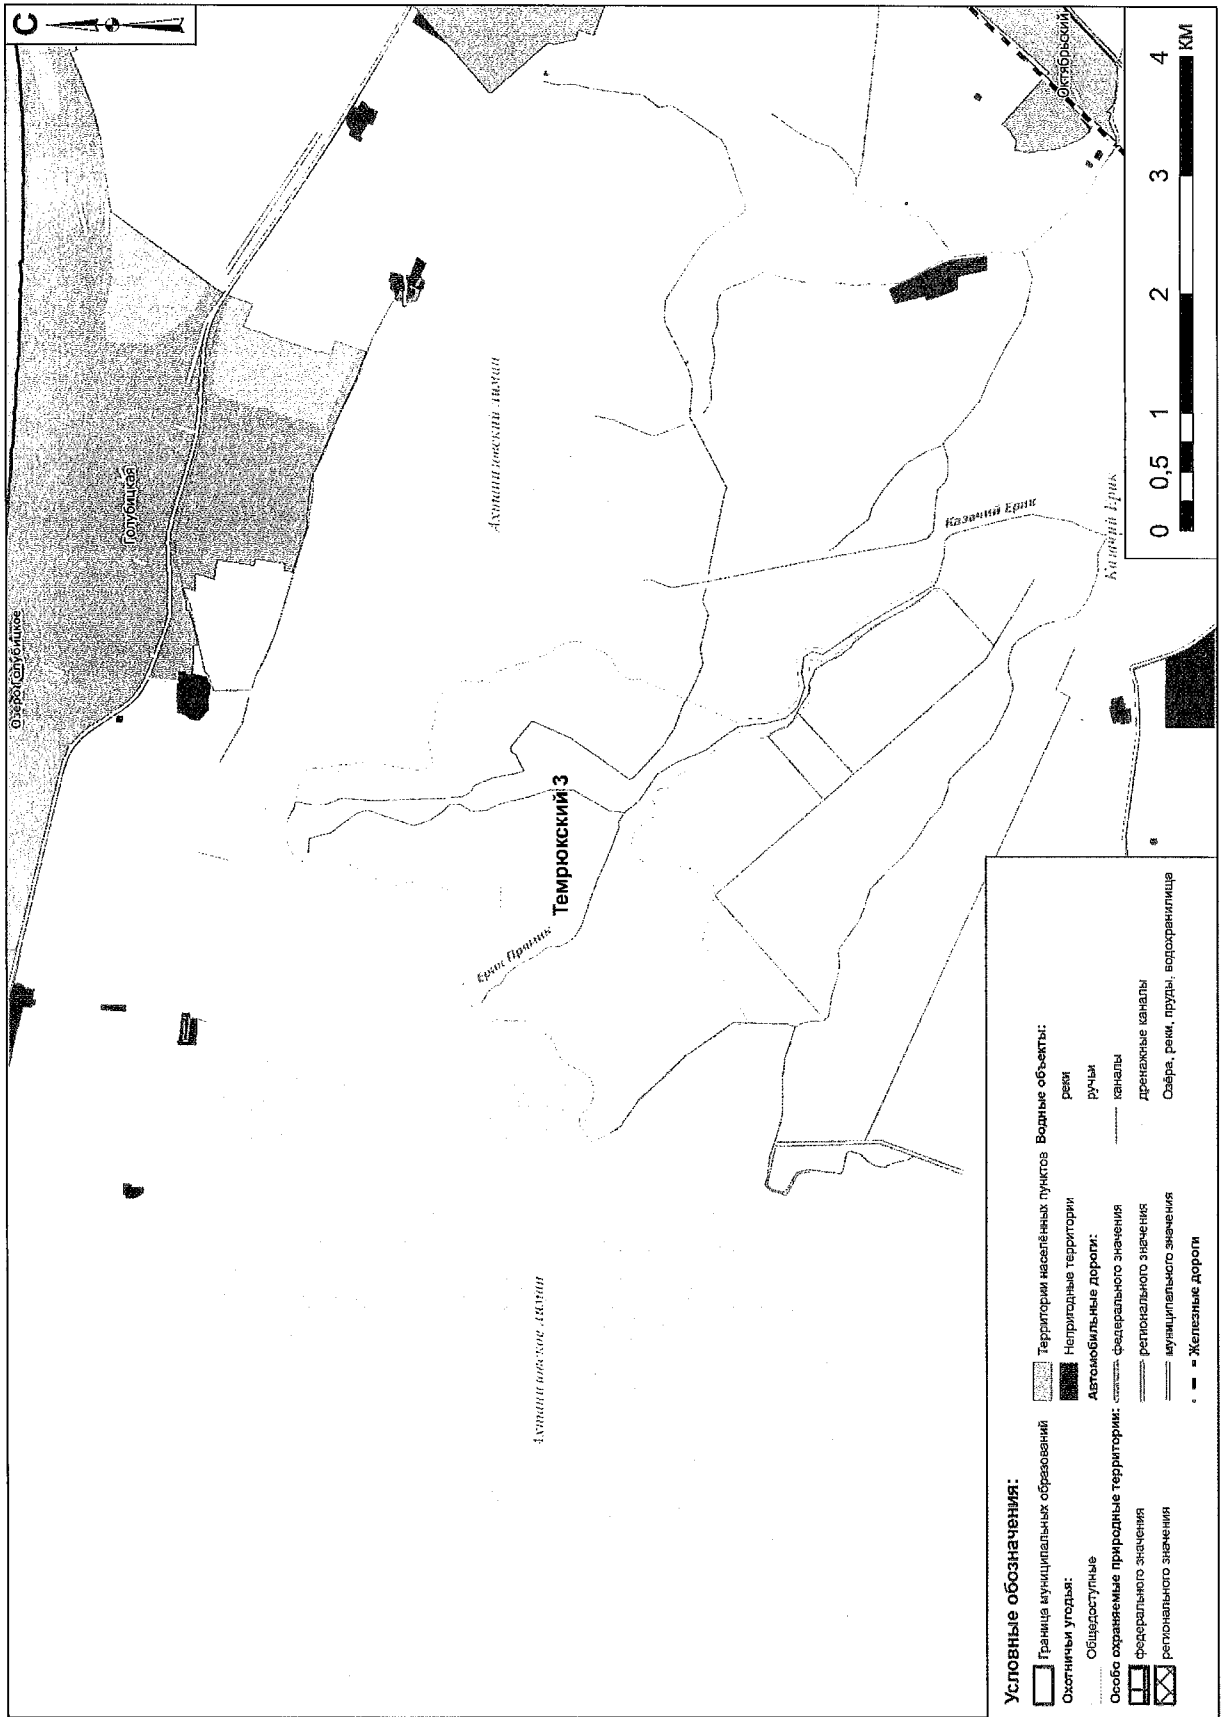 С
Озеро Голубицкое
Голубицкая
Ахтанизовский лиман
Темрюкский 3
Ерик Пряник
Казачий Ерик
Казачий Ерик
Октябрьский
Ахтанизовские лиман
0 0,5 1 2 3 4
КМ
Условные обозначения:
Граница муниципальных образований
Охотничьи угодья:
Общедоступные
Особо охраняемые природные территории:
федерального значения
регионального значения
Территории населённых пунктов
Непригодные территории
Автомобильные дороги:
федерального значения
регионального значения
муниципального значения
Железные дороги
Водные объекты:
реки
ручьи
каналы
дренажные каналы
Озёра, реки, пруды, водохранилища